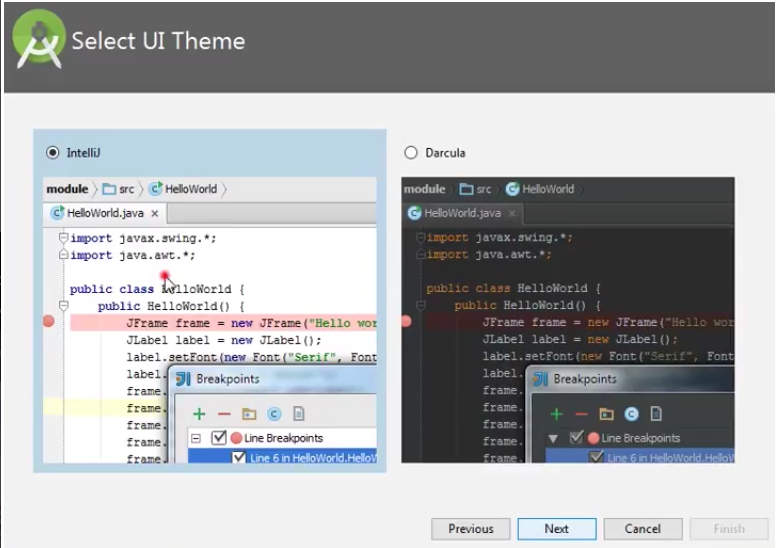 Select UI Theme
IntelliJ
module src HelloWorld
HelloWorld.java ×
import javax.swing.*;
import java.awt.*;
public class HelloWorld {
public HelloWorld() {
JFrame frame = new JFrame("Hello wor
JLabel label = new JLabel();
label.setFont(new Font("Serif", Font
label.
frame.
frame.
frame.
frame.
frame.
Breakpoints
Line Breakpoints
Line 6 in HelloWorld.HelloW
Darcula
module src HelloWorld
HelloWorld.java ×
import javax.swing.*;
import java.awt.*;
public class HelloWorld {
public HelloWorld() {
JFrame frame = new JFrame("Hello wor
JLabel label = new JLabel();
label.setFont(new Font("Serif", Font
label.
frame.
frame.
frame.
frame.
frame.
Breakpoints
Line Breakpoints
Line 6 in HelloWorld.HelloW
Previous Next Cancel Finish